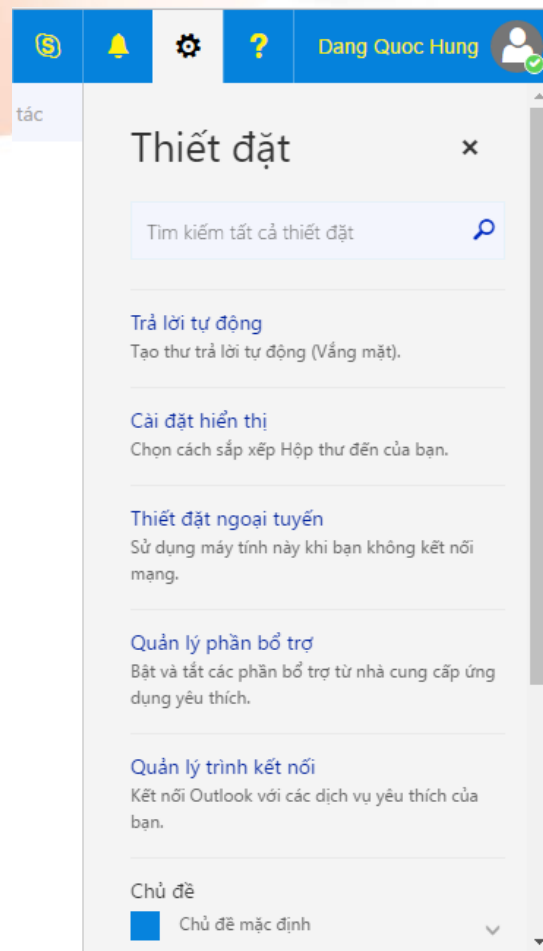 ? Dang Quoc Hung
tác
Thiết đặt
Tìm kiếm tất cả thiết đặt
Trả lời tự động
Tạo thư trả lời tự động (Vắng mặt).
Cài đặt hiển thị
Chọn cách sắp xếp Hộp thư đến của bạn.
Thiết đặt ngoại tuyến
Sử dụng máy tính này khi bạn không kết nối
mạng.
Quản lý phần bổ trợ
Bật và tắt các phần bổ trợ từ nhà cung cấp ứng
dụng yêu thích.
Quản lý trình kết nối
Kết nối Outlook với các dịch vụ yêu thích của
bạn.
Chủ đề
Chủ đề mặc định